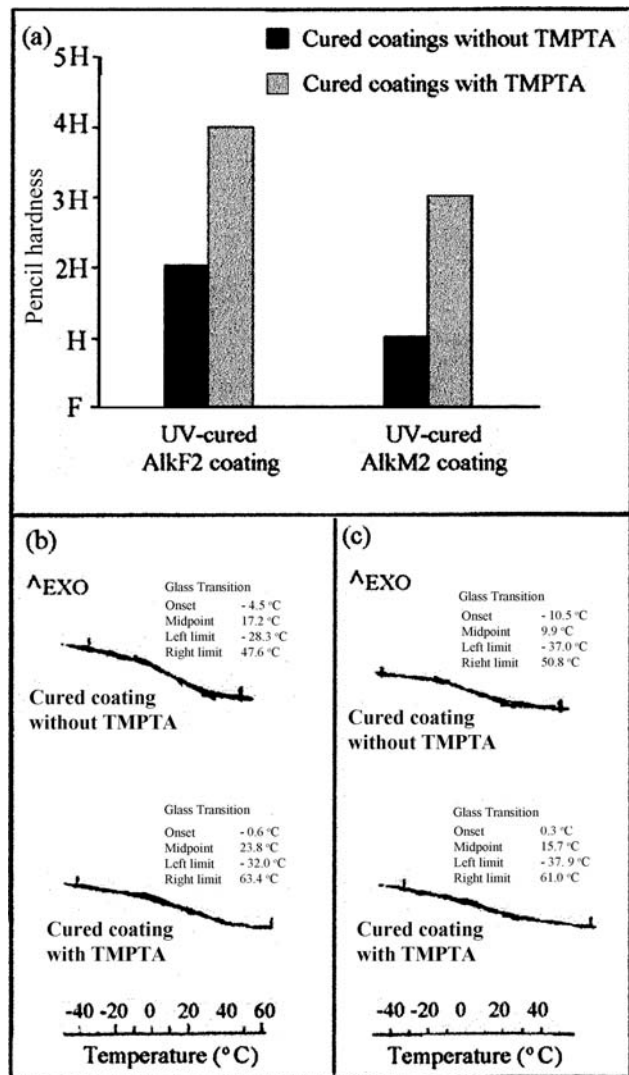 (a)
Cured coatings without TMPTA
Cured coatings with TMPTA
5H
4H
3H
2H
H
F
Pencil hardness
UV-cured
AlkF2 coating
UV-cured
AlkM2 coating
(b)
^EXO
Glass Transition
Onset - 4.5 °C
Midpoint 17.2 °C
Left limit - 28.3 °C
Right limit 47.6 °C
Cured coating
without TMPTA
Glass Transition
Onset - 0.6 °C
Midpoint 23.8 °C
Left limit - 32.0 °C
Right limit 63.4 °C
Cured coating
with TMPTA
-40 -20 0 20 40 60
Temperature (°C)
(c)
^EXO
Glass Transition
Onset - 10.5 °C
Midpoint 9.9 °C
Left limit - 37.0 °C
Right limit 50.8 °C
Cured coating
without TMPTA
Glass Transition
Onset 0.3 °C
Midpoint 15.7 °C
Left limit - 37. 9 °C
Right limit 61.0 °C
Cured coating
with TMPTA
-40 -20 0 20 40
Temperature (°C)